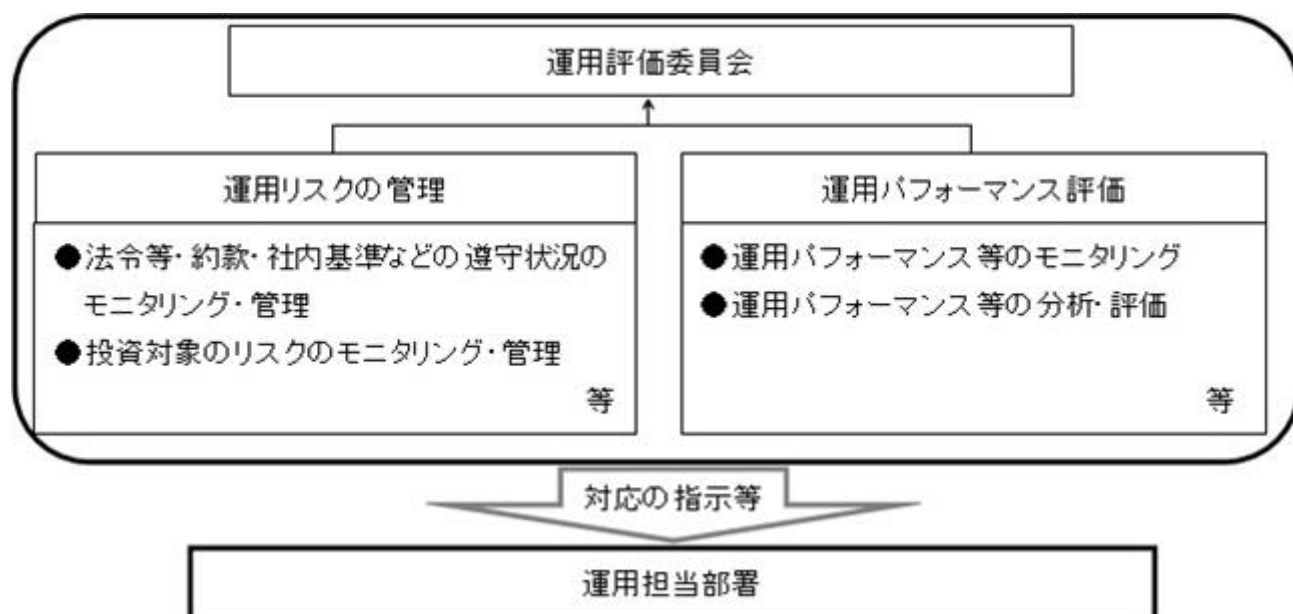 運用評価委員会
運用リスクの管理
●法令等・約款・社内基準などの遵守状況の
モニタリング・管理
●投資対象のリスクのモニタリング・管理
等
運用パフォーマンス評価
●運用パフォーマンス等のモニタリング
●運用パフォーマンス等の分析・評価
等
対応の指示等
運用担当部署